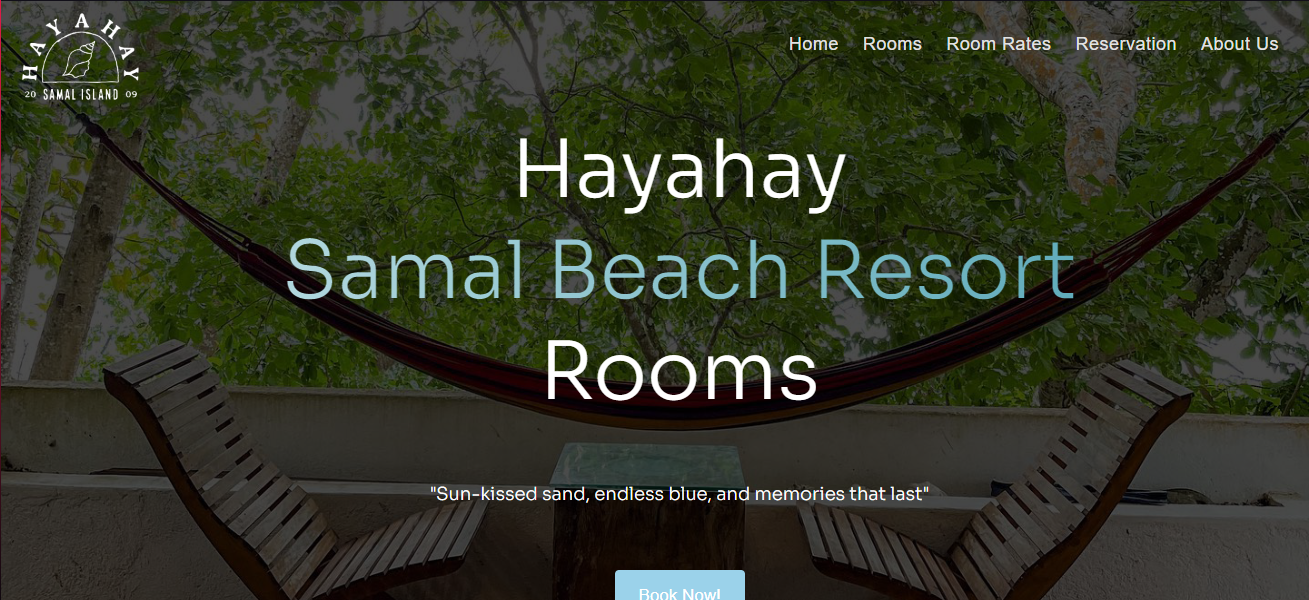 HAYAHAY
20 SAMAL ISLAND 09
Home Rooms Room Rates Reservation About Us
Hayahay
Samal Beach Resort
Rooms
"Sun-kissed sand, endless blue, and memories that last"
Book Now!